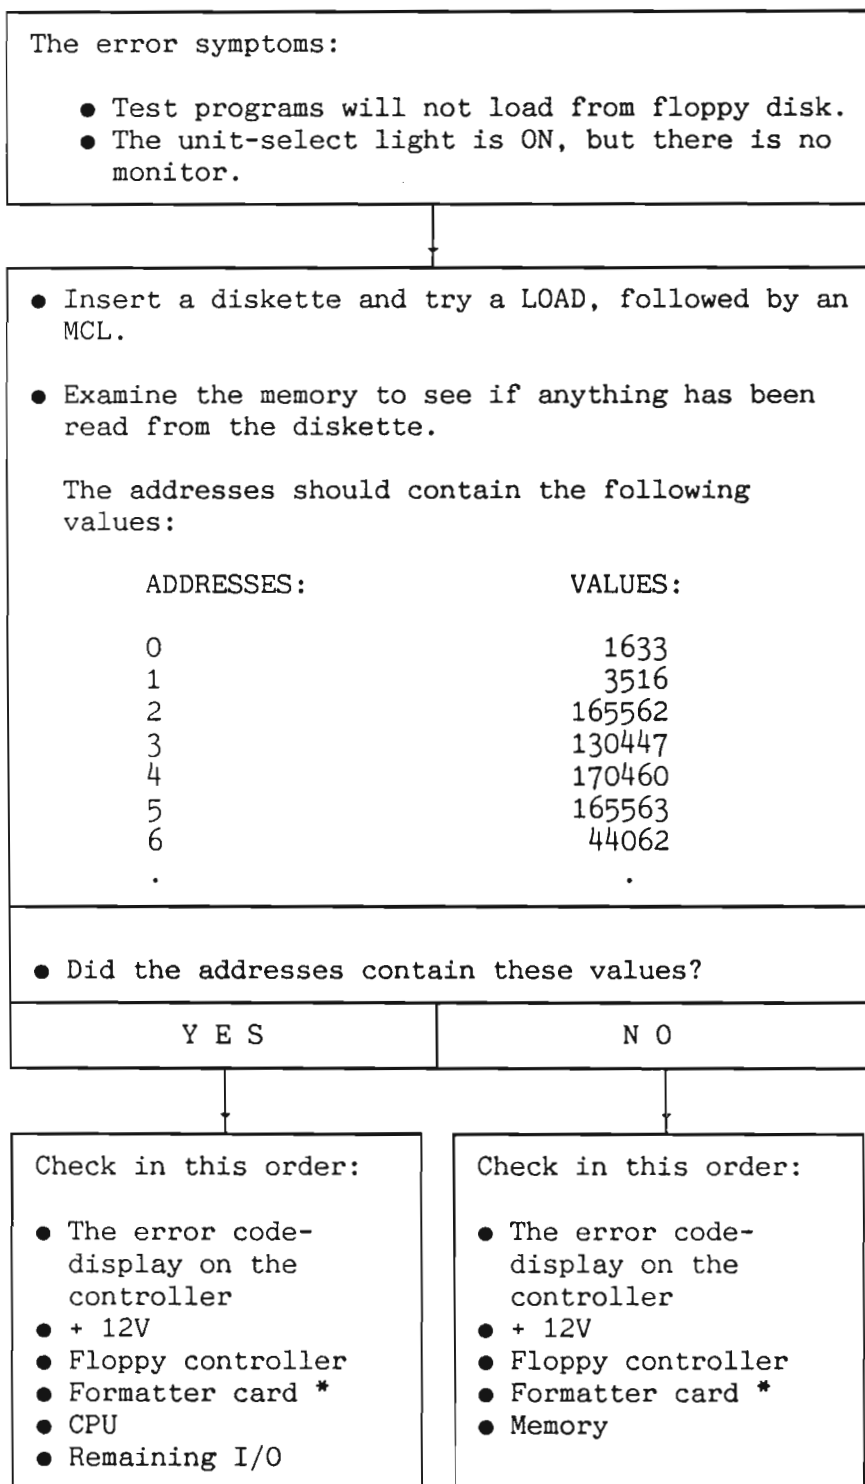 The error symptoms:
● Test programs will not load from floppy disk.
● The unit-select light is ON, but there is no
monitor.
● Insert a diskette and try a LOAD, followed by an
MCL.
● Examine the memory to see if anything has been
read from the diskette.
The addresses should contain the following
values:
ADDRESSES: VALUES:
0 1633
1 3516
2 165562
3 130447
4 170460
5 165563
6 44062
. .
● Did the addresses contain these values?
Y E S N O
Check in this order:
● The error code-
display on the
controller
● + 12V
● Floppy controller
● Formatter card *
● CPU
● Remaining I/O
Check in this order:
● The error code-
display on the
controller
● + 12V
● Floppy controller
● Formatter card *
● Memory